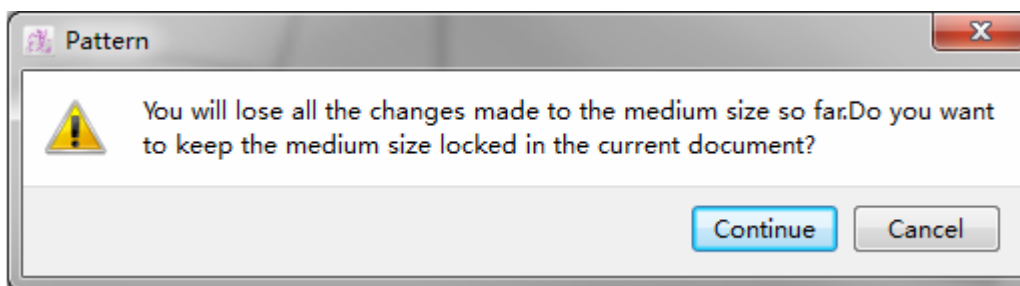 Pattern
You will lose all the changes made to the medium size so far.Do you want
to keep the medium size locked in the current document?
Continue Cancel